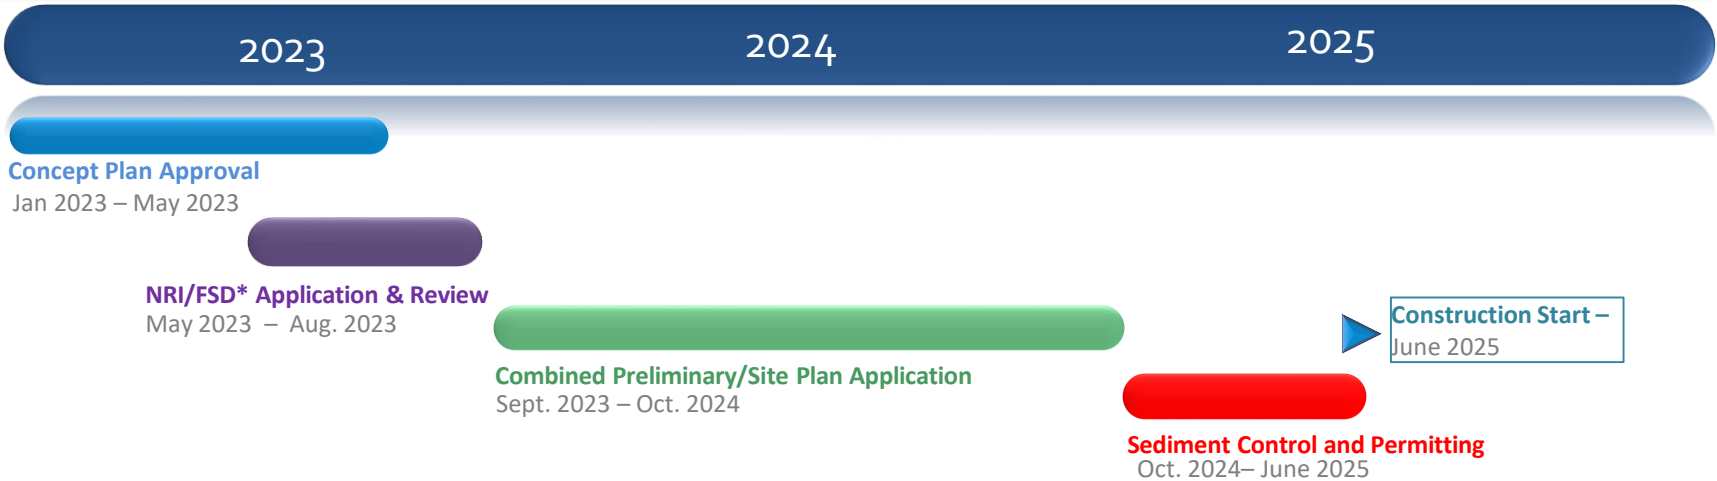 2023 2024 2025
Concept Plan Approval
Jan 2023 – May 2023
NRI/FSD* Application & Review
May 2023 – Aug. 2023
Combined Preliminary/Site Plan Application
Sept. 2023 – Oct. 2024
Construction Start –
June 2025
Sediment Control and Permitting
Oct. 2024– June 2025